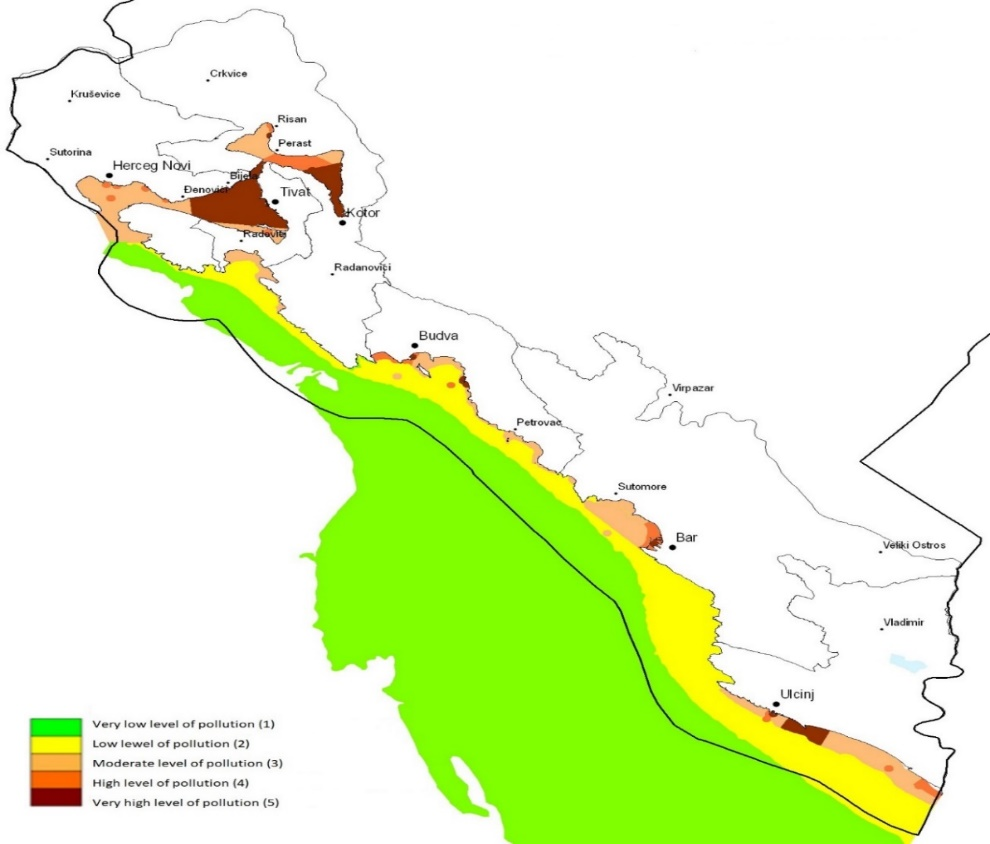 Crkvice
Kruševice
Risan
Perast
Sutorina
Herceg Novi
Bijela
Đenovići
Tivat
Kotor
Radovići
Radanovići
Budva
Virpazar
Petrovac
Sutomore
Bar
Veliki Ostros
Vladimir
Ulcinj
Very low level of pollution (1)
Low lewel of pollution (2)
Moderate level of pollution (3)
High level of pollution (4)
Very high level of pollution (5)